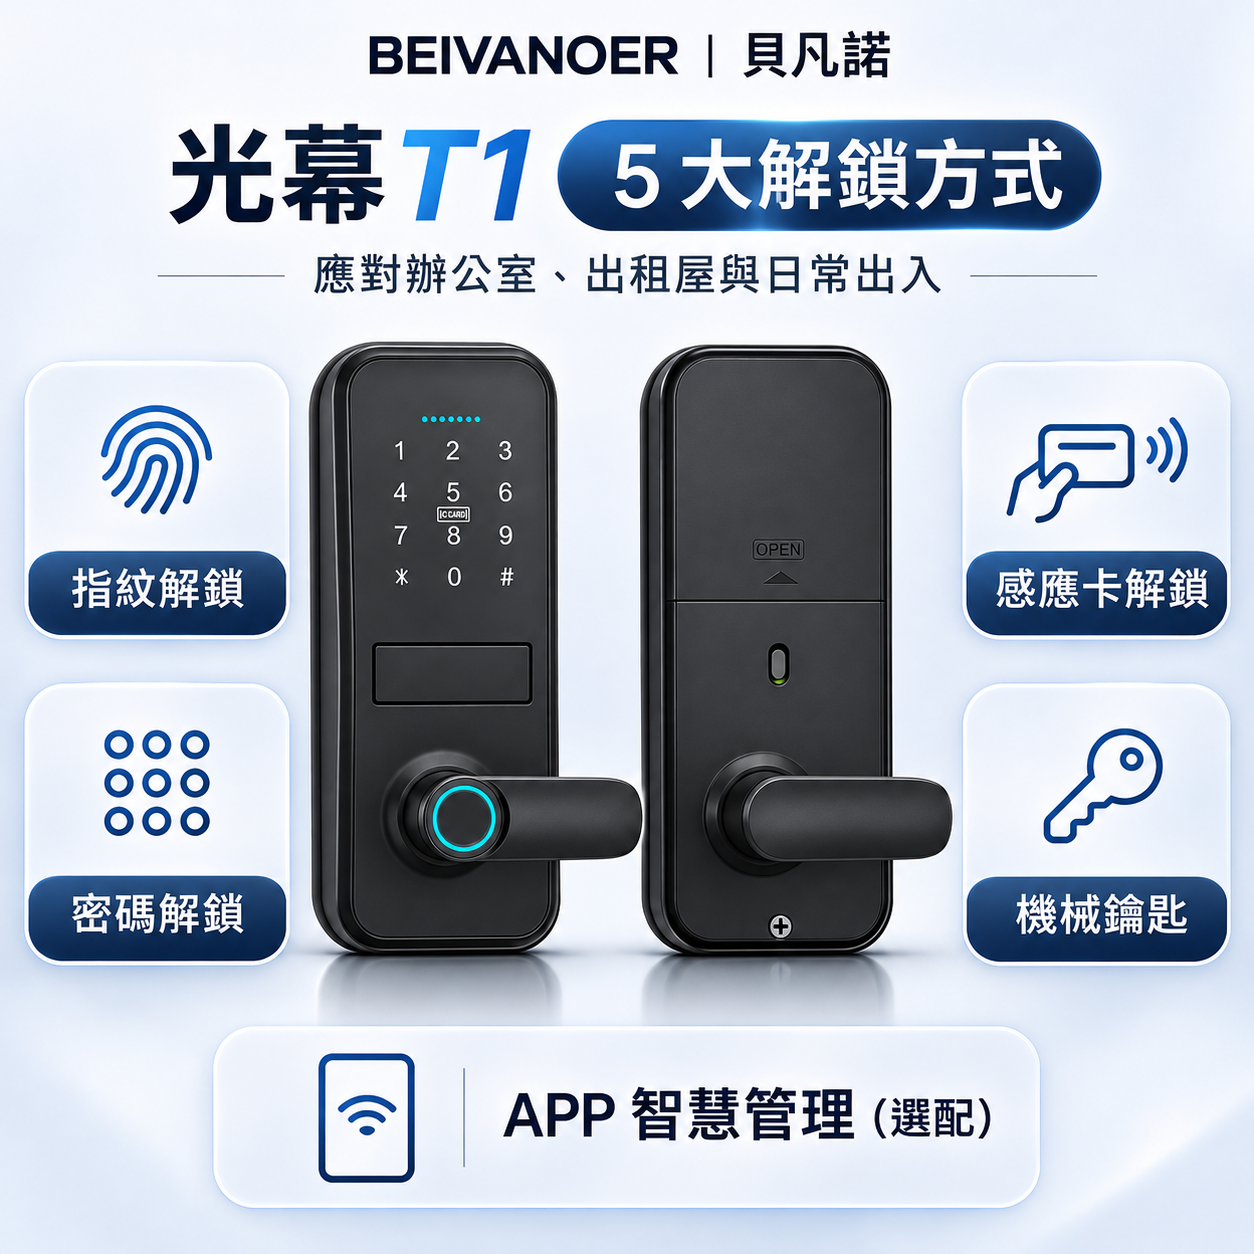 BEIVANOER | 貝凡諾
光幕 T1 5 大解鎖方式
應對辦公室、出租屋與日常出入
指紋解鎖
密碼解鎖
1 2 3
4 5 6
IC CARD
7 8 9
* 0 #
OPEN
感應卡解鎖
機械鑰匙
APP 智慧管理 (選配)